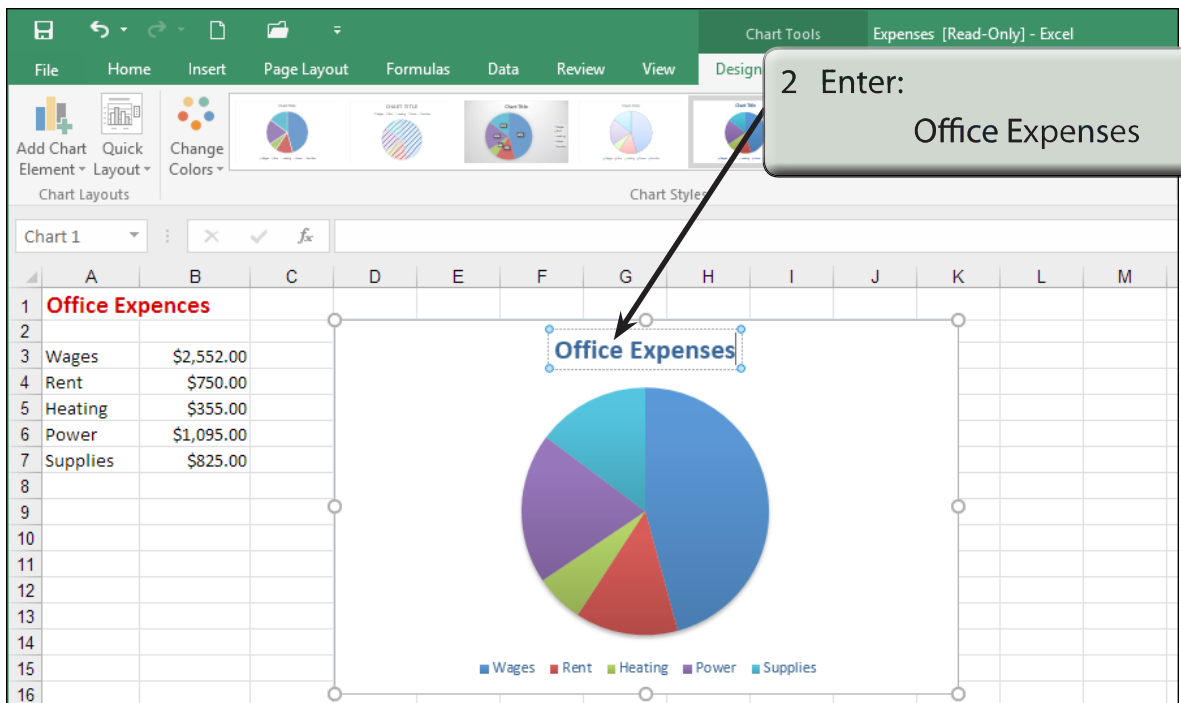 Chart Tools
Expenses [Read-Only] - Excel
File Home Insert Page Layout Formulas Data Review View Design
2 Enter:
Office Expenses
Add Chart Element
Quick Layout
Change Colors
Chart Layouts
Chart Styles
Chart 1
fx
A B C D E F G H I J K L M
1 Office Expences
2
3 Wages $2,552.00
4 Rent $750.00
5 Heating $355.00
6 Power $1,095.00
7 Supplies $825.00
8
9
10
11
12
13
14
15
16
Office Expenses
Wages Rent Heating Power Supplies